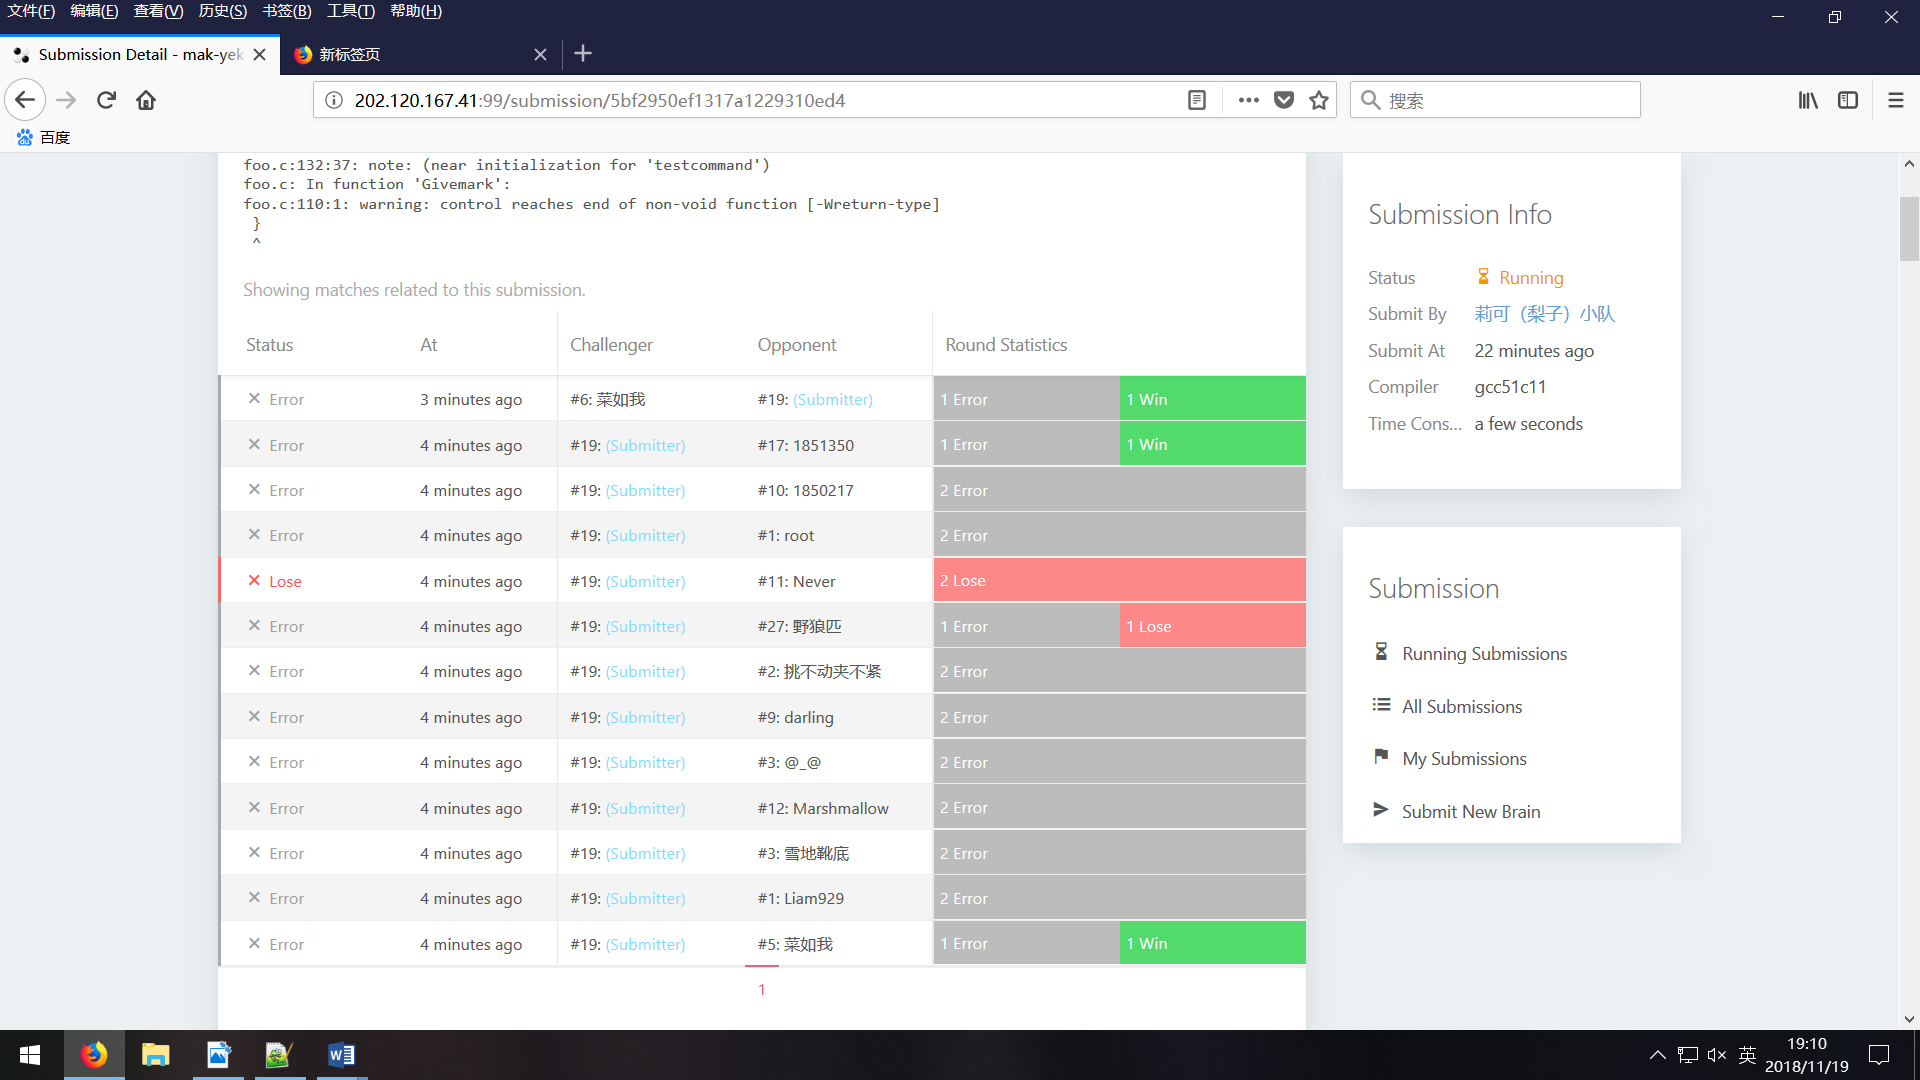 文件(F) 编辑(E) 查看(V) 历史(S) 书签(B) 工具(T) 帮助(H)
Submission Detail - mak-yek
新标签页
202.120.167.41:99/submission/5bf2950ef1317a1229310ed4
搜索
百度
foo.c:132:37: note: (near initialization for 'testcommand')
foo.c: In function 'Givemark':
foo.c:110:1: warning: control reaches end of non-void function [-Wreturn-type]
}
^
Showing matches related to this submission.
Status At Challenger Opponent Round Statistics
Error 3 minutes ago #6: 菜如我 #19: (Submitter) 1 Error 1 Win
Error 4 minutes ago #19: (Submitter) #17: 1851350 1 Error 1 Win
Error 4 minutes ago #19: (Submitter) #10: 1850217 2 Error
Error 4 minutes ago #19: (Submitter) #1: root 2 Error
Lose 4 minutes ago #19: (Submitter) #11: Never 2 Lose
Error 4 minutes ago #19: (Submitter) #27: 野狼匹 1 Error 1 Lose
Error 4 minutes ago #19: (Submitter) #2: 挑不动夹不紧 2 Error
Error 4 minutes ago #19: (Submitter) #9: darling 2 Error
Error 4 minutes ago #19: (Submitter) #3: @_@ 2 Error
Error 4 minutes ago #19: (Submitter) #12: Marshmallow 2 Error
Error 4 minutes ago #19: (Submitter) #3: 雪地靴底 2 Error
Error 4 minutes ago #19: (Submitter) #1: Liam929 2 Error
Error 4 minutes ago #19: (Submitter) #5: 菜如我 1 Error 1 Win
1
Submission Info
Status Running
Submit By 莉可（梨子）小队
Submit At 22 minutes ago
Compiler gcc51c11
Time Cons... a few seconds
Submission
Running Submissions
All Submissions
My Submissions
Submit New Brain
英
19:10
2018/11/19